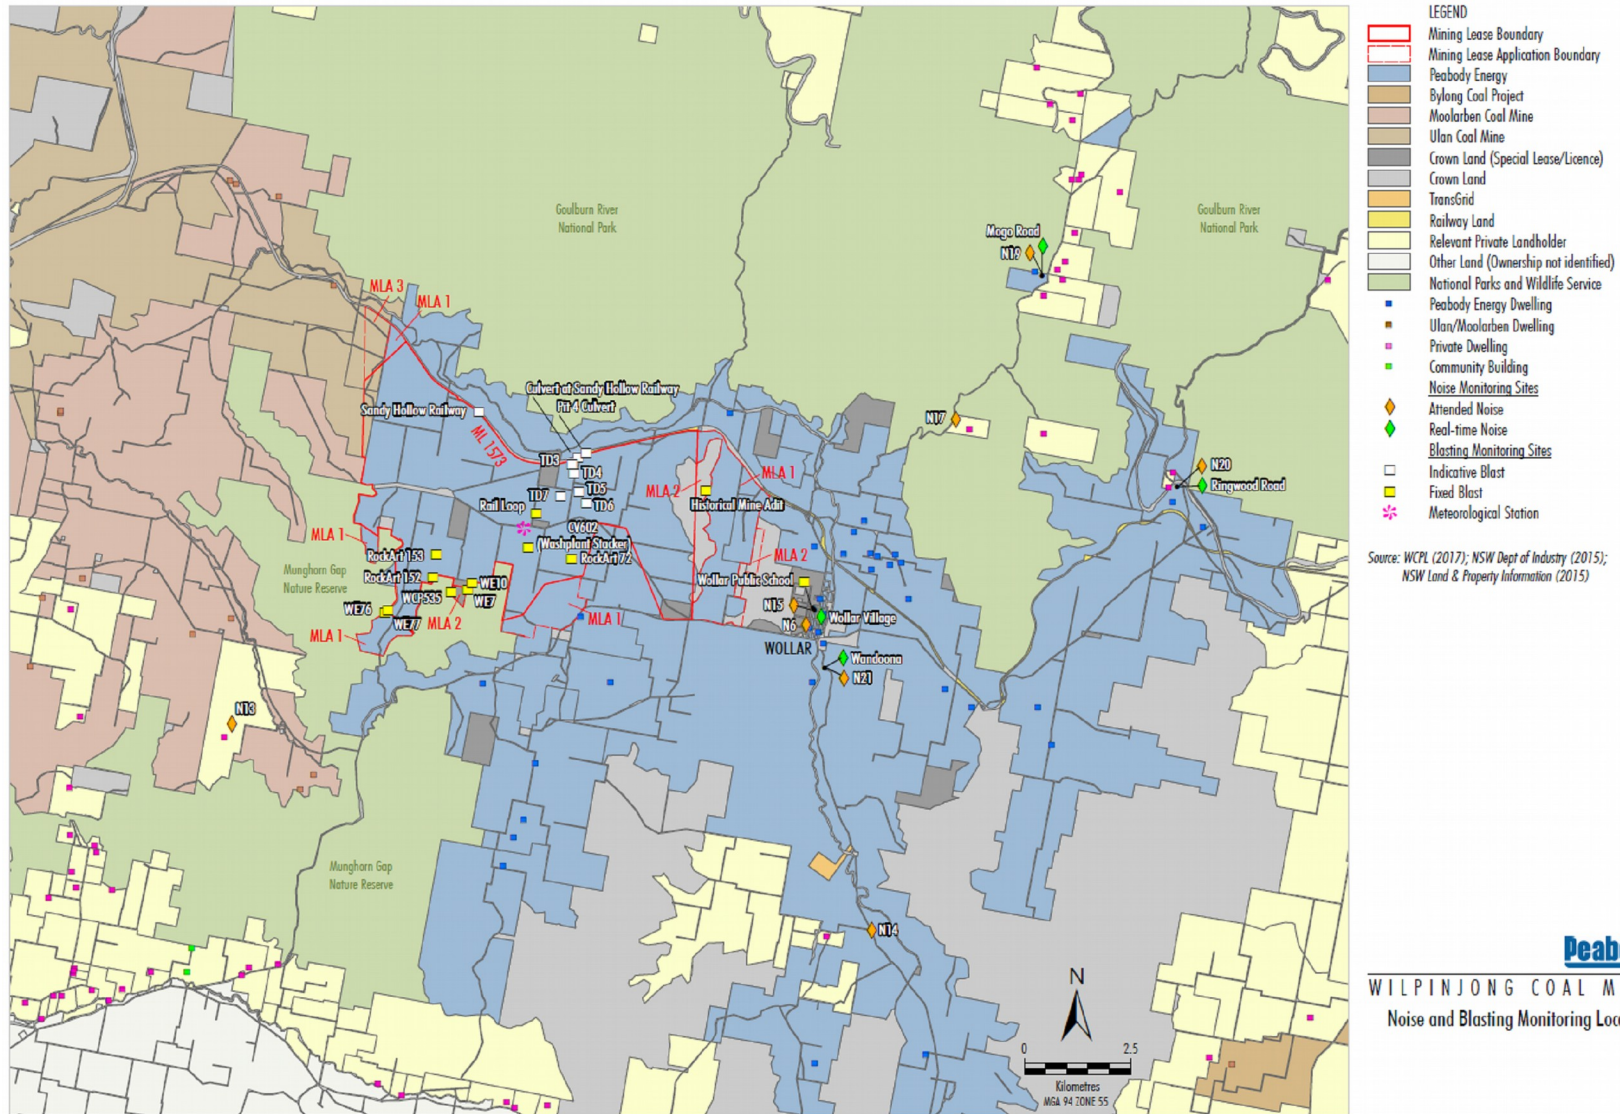 LEGEND
Mining Lease Boundary
Mining Lease Application Boundary
Peabody Energy
Bylong Coal Project
Moolarben Coal Mine
Ulan Coal Mine
Crown Land (Special Lease/Licence)
Crown Land
TransGrid
Railway Land
Relevant Private Landholder
Other Land (Ownership not identified)
National Parks and Wildlife Service
Peabody Energy Dwelling
Ulan/Moolarben Dwelling
Private Dwelling
Community Building
Noise Monitoring Sites
Attended Noise
Real-time Noise
Blasting Monitoring Sites
Indicative Blast
Fixed Blast
Meteorological Station
Source: WCPL (2017); NSW Dept of Industry (2015);
NSW Land & Property Information (2015)
Goulburn River
National Park
Goulburn River
National Park
Mogo Road
N19
MLA 3
MLA 1
Culvert at Sandy Hollow Railway
Pit 4 Culvert
Sandy Hollow Railway
ML 1573
N17
TD3
TD4
TD5
TD7
TD6
MLA 1
MLA 2
N20
Ringwood Road
Rail Loop
Historical Mine Adit
MLA 1
CV602
(Washplant Stacker)
RockArt 153
RockArt 72
MLA 2
Munghorn Gap
Nature Reserve
RockArt 152
WE10
WCP535
WE7
Wollar Public School
WE76
WE77
MLA 2
MLA 1
MLA 1
N15
N6
Wollar Village
WOLLAR
Wandoona
N21
N13
Munghorn Gap
Nature Reserve
N14
N
0
2.5
Kilometres
MGA 94 ZONE 55
Peab
WILPINJONG COAL M
Noise and Blasting Monitoring Loc